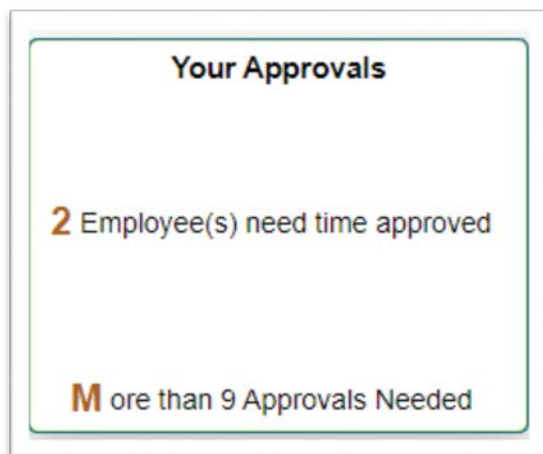 Your Approvals
2 Employee(s) need time approved
M ore than 9 Approvals Needed